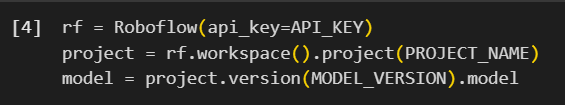 [4] rf = Roboflow(api_key=API_KEY)
project = rf.workspace().project(PROJECT_NAME)
model = project.version(MODEL_VERSION).model